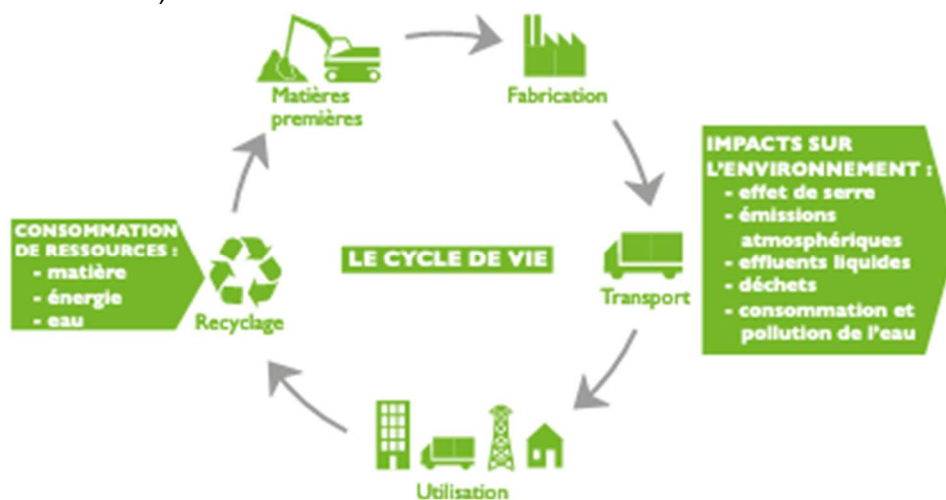 Matières
premières
Fabrication
IMPACTS SUR
L'ENVIRONNEMENT :
- effet de serre
- émissions
atmosphériques
- effluents liquides
- déchets
- consommation et
pollution de l'eau
CONSOMMATION
DE RESSOURCES :
- matière
- énergie
- eau
LE CYCLE DE VIE
Recyclage
Transport
Utilisation